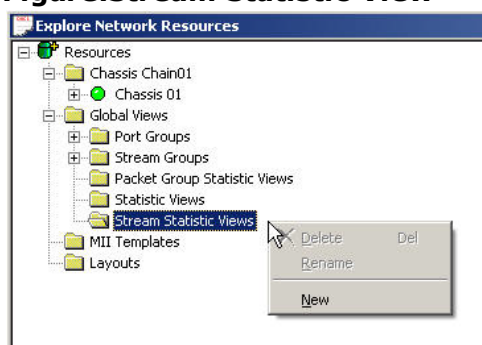 Figure:Stream Statistic View
Explore Network Resources
Resources
Chassis Chain01
Chassis 01
Global Views
Port Groups
Stream Groups
Packet Group Statistic Views
Statistic Views
Stream Statistic Views
Delete Del
MII Templates
Rename
Layouts
New